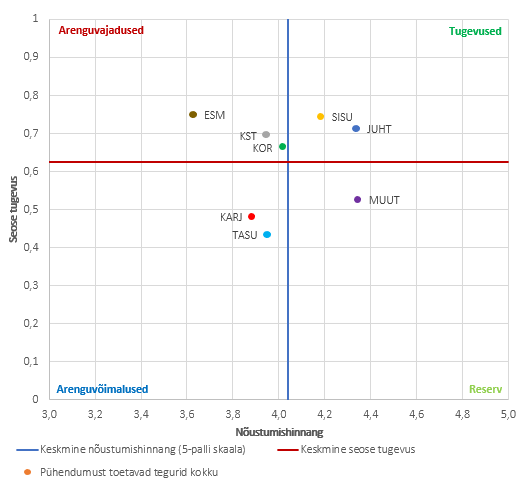 1
Arenguvajadused
Tugevused
0,9
0,8
ESM
SISU
JUHT
0,7
KST
KOR
0,6
MUUT
0,5
KARJ
TASU
0,4
0,3
0,2
0,1
Arenguvõimalused
Reserv
0
Seose tugevus
3,0 3,2 3,4 3,6 3,8 4,0 4,2 4,4 4,6 4,8 5,0
Nõustumishinnang
Keskmine nõustumishinnang (5-palli skaala)
Keskmine seose tugevus
Pühendumust toetavad tegurid kokku